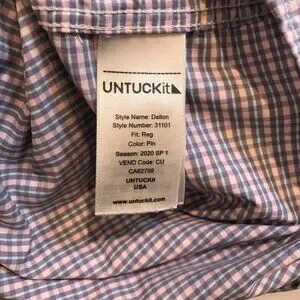 UNTUCKit
Style Name: Dalton
Style Number: 31101
Fit: Reg
Color: Pin
Season: 2020 SP 1
VEND Code: CU
CA62759
UNTUCKit
USA
www.untuckit.com